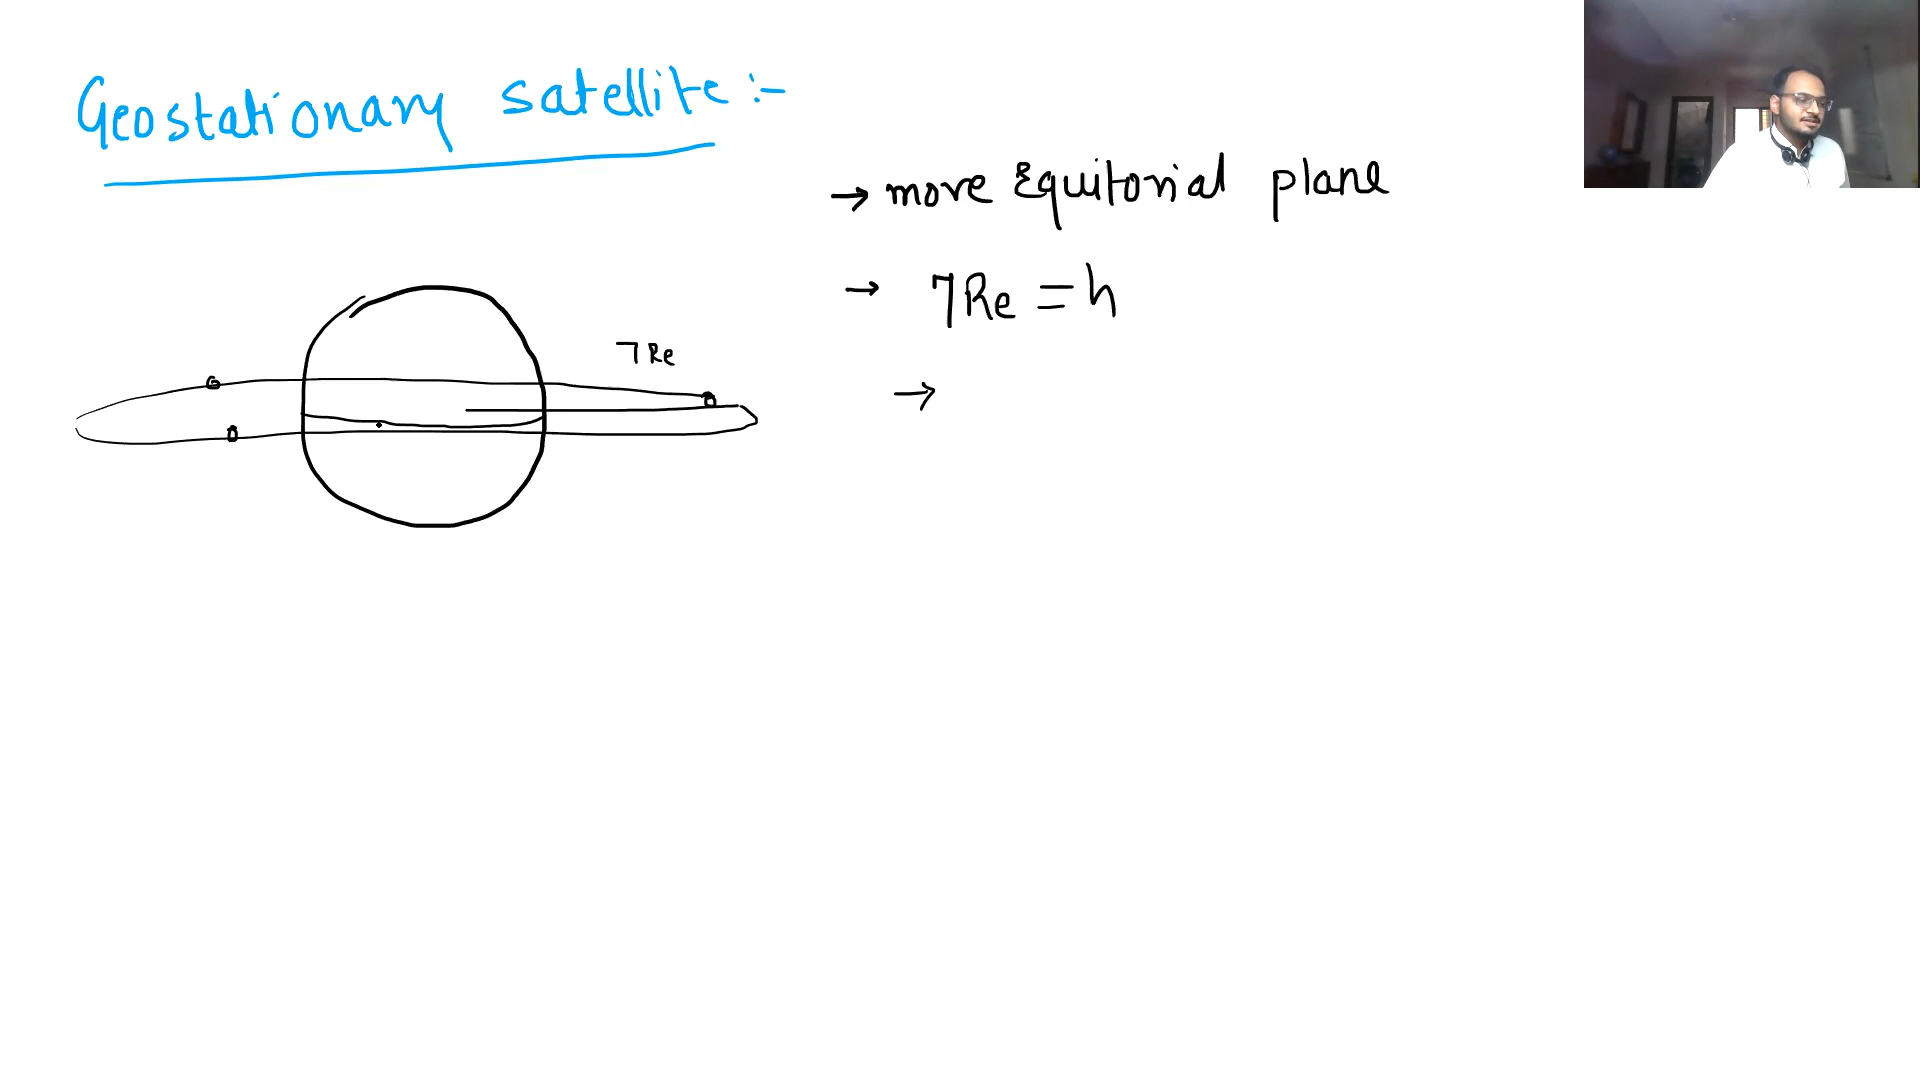 Geostationary satellite :-
→ move Equitorial plane
→ 7Re = h
7Re
→